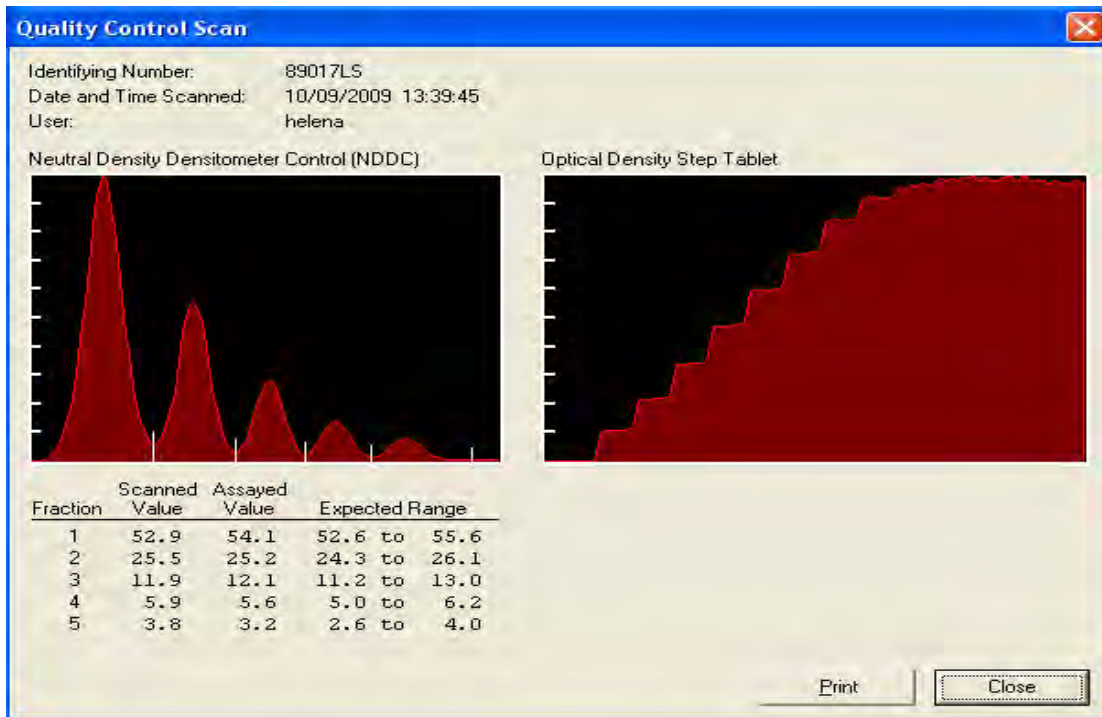 Quality Control Scan
Identifying Number: 89017LS
Date and Time Scanned: 10/09/2009 13:39:45
User: helena
Neutral Density Densitometer Control (NDDC)
Optical Density Step Tablet
Scanned Assayed
Fraction Value Value Expected Range
1 52.9 54.1 52.6 to 55.6
2 25.5 25.2 24.3 to 26.1
3 11.9 12.1 11.2 to 13.0
4 5.9 5.6 5.0 to 6.2
5 3.8 3.2 2.6 to 4.0
Print Close